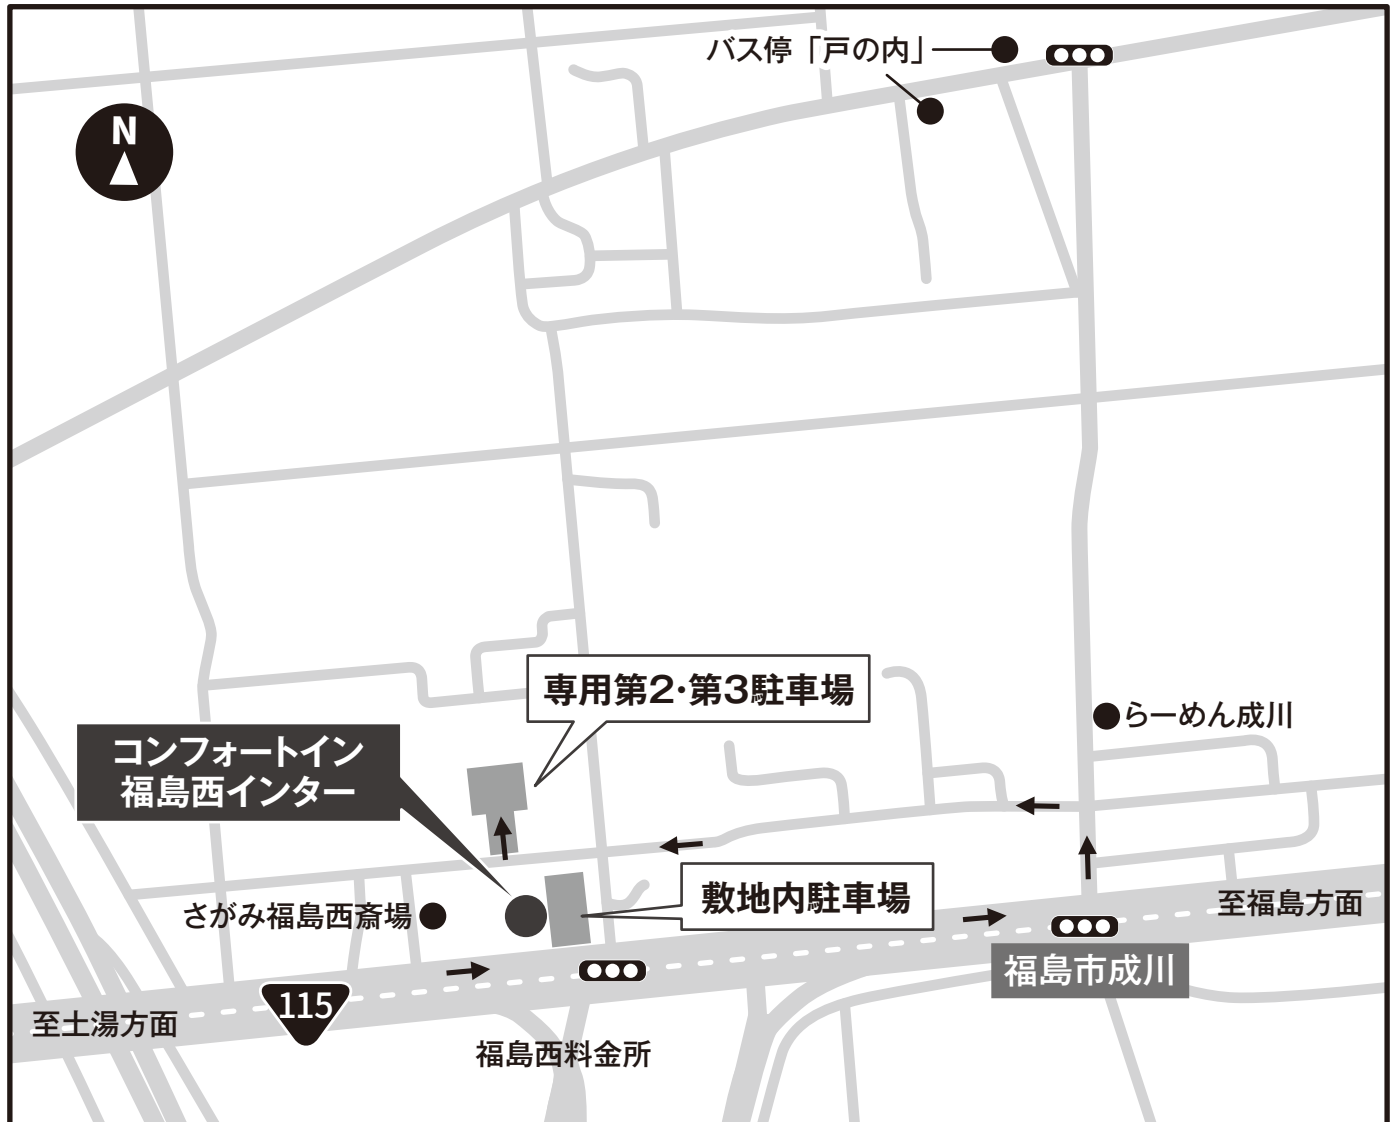 バス停「戸の内」
N
専用第2・第3駐車場
らーめん成川
コンフォートイン
福島西インター
敷地内駐車場
至福島方面
さがみ福島西斎場
福島市成川
115
至土湯方面
福島西料金所